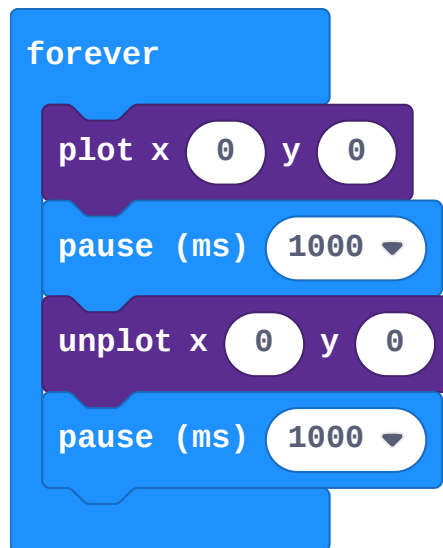 forever
plot x 0 y 0
pause (ms) 1000
unplot x 0 y 0
pause (ms) 1000